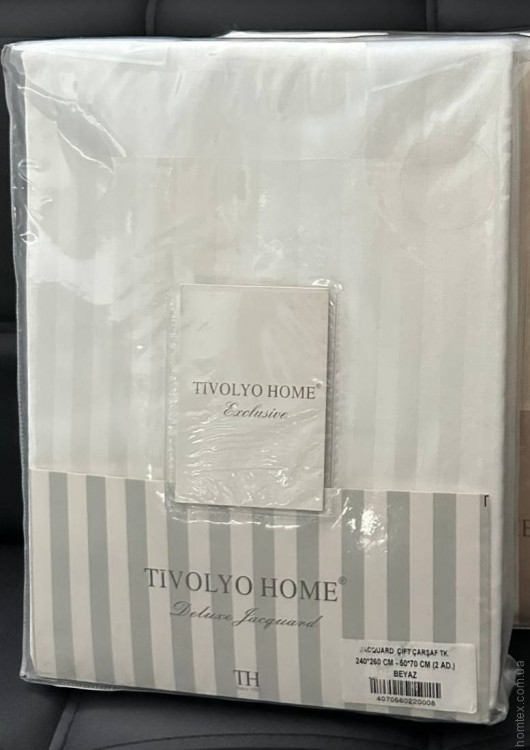 TIVOLYO HOME®
Exclusive
TIVOLYO HOME®
Deluxe Jacquard
TH
JACQUARD ÇİFT ÇARŞAF TK.
240*260 CM - 50*70 CM (2 AD.)
BEYAZ
4070560220008
homtex.com.ua